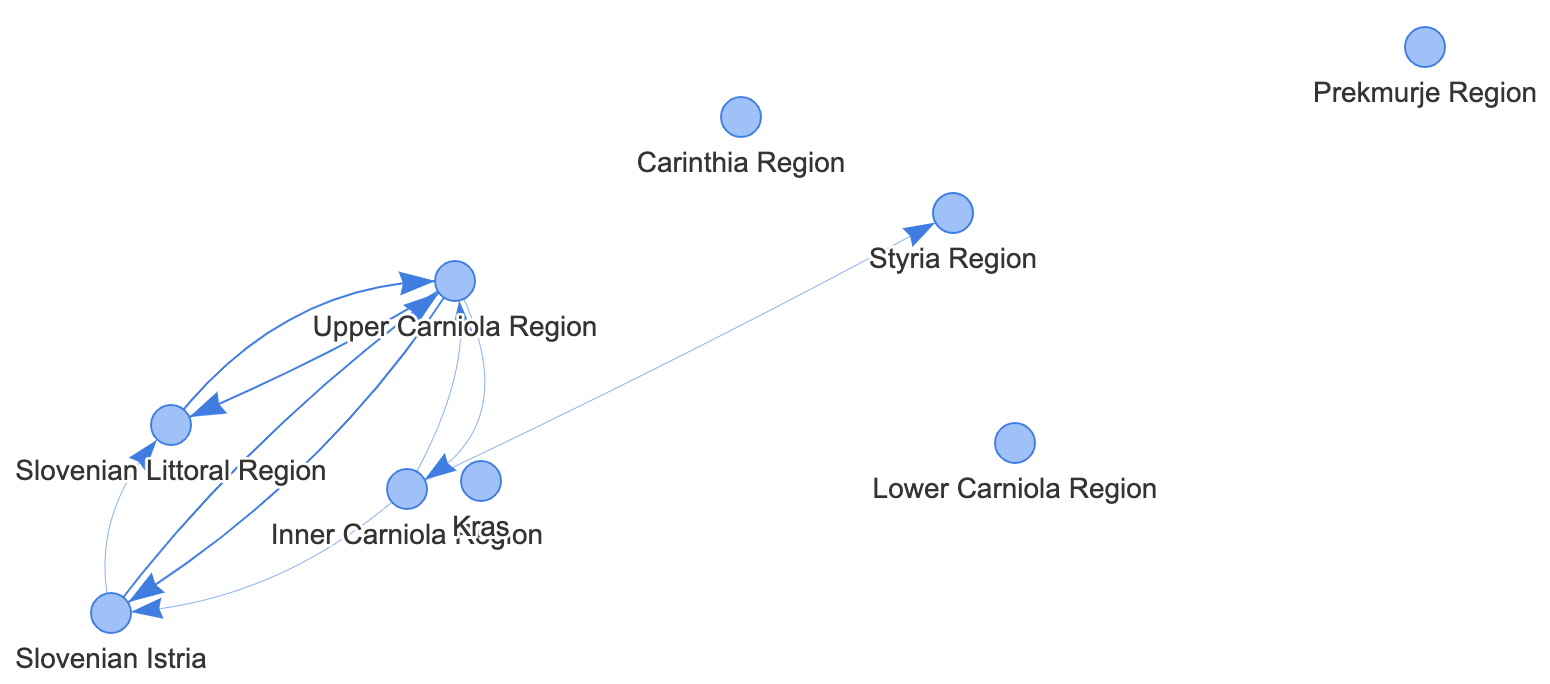 Prekmurje Region
Carinthia Region
Styria Region
Upper Carniola Region
Slovenian Littoral Region
Lower Carniola Region
Inner Carniola Region
Kras
Slovenian Istria